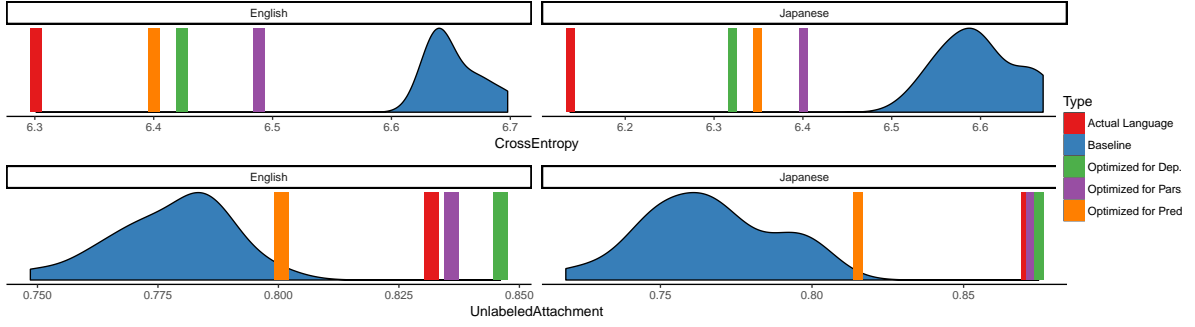 English
Japanese
6.3 6.4 6.5 6.6 6.7
6.2 6.3 6.4 6.5 6.6
CrossEntropy
English
Japanese
0.750 0.775 0.800 0.825 0.850
0.75 0.80 0.85
UnlabeledAttachment
Type
Actual Language
Baseline
Optimized for Dep.
Optimized for Pars
Optimized for Pred